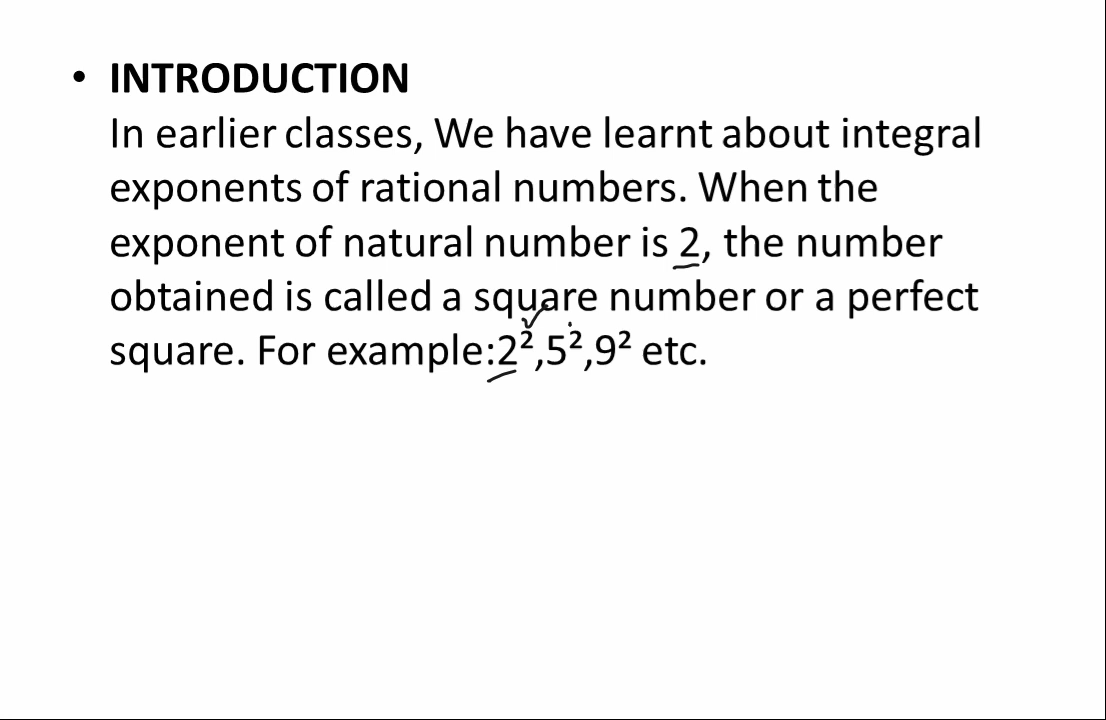 • INTRODUCTION
In earlier classes, We have learnt about integral
exponents of rational numbers. When the
exponent of natural number is 2, the number
obtained is called a square number or a perfect
square. For example:2²,5²,9² etc.